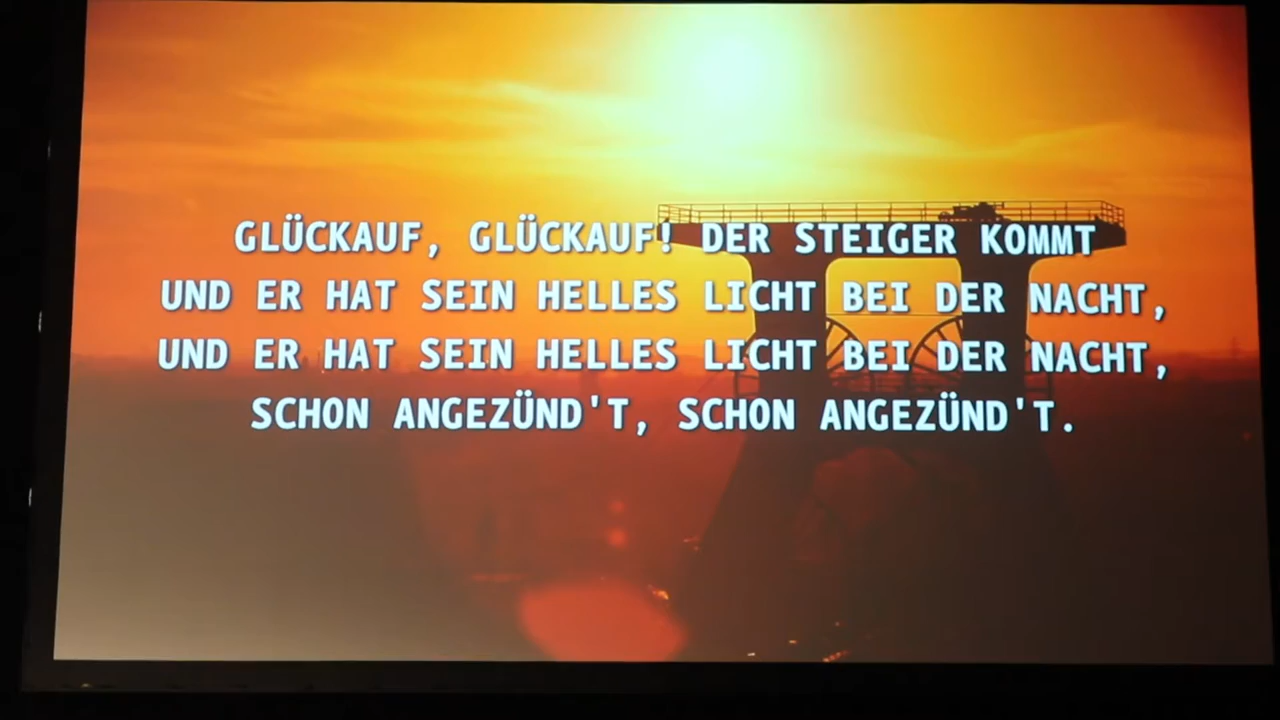 GLÜCKAUF, GLÜCKAUF! DER STEIGER KOMMT
UND ER HAT SEIN HELLES LICHT BEI DER NACHT,
UND ER HAT SEIN HELLES LICHT BEI DER NACHT,
SCHON ANGEZÜND'T, SCHON ANGEZÜND'T.